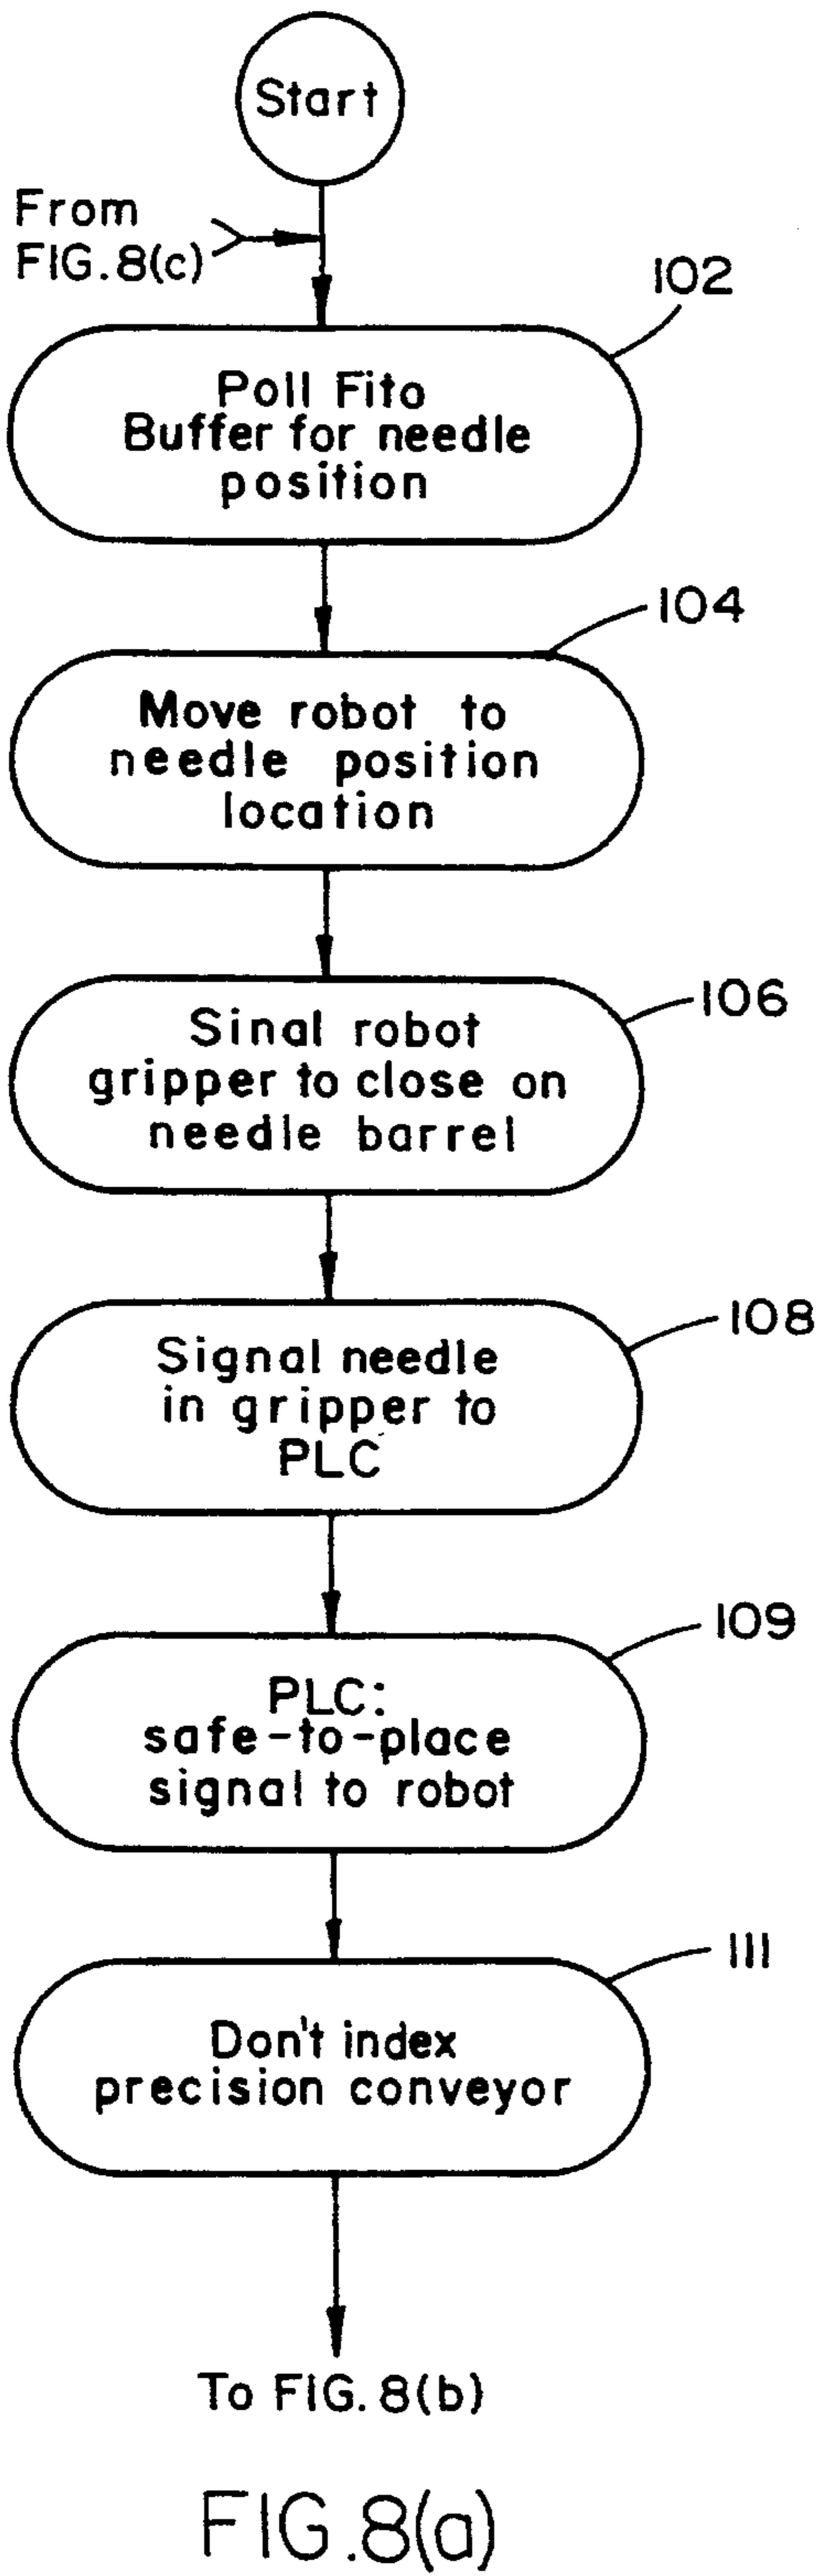 Start
From
FIG.8(c)
102
Poll Fito
Buffer for needle
position
104
Move robot to
needle position
location
106
Sinal robot
gripper to close on
needle barrel
108
Signal needle
in gripper to
PLC
109
PLC:
safe-to-place
signal to robot
111
Don't index
precision conveyor
To FIG. 8(b)
FIG.8(a)